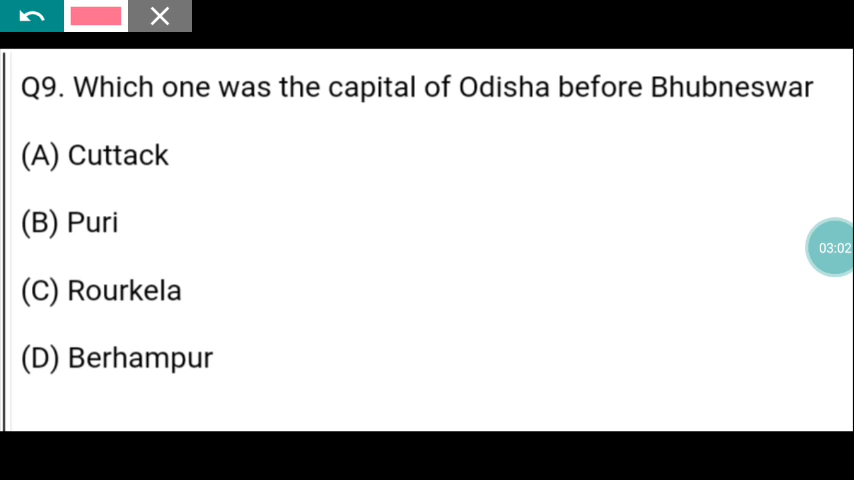 Q9. Which one was the capital of Odisha before Bhubneswar
(A) Cuttack
(B) Puri
03:02
(C) Rourkela
(D) Berhampur